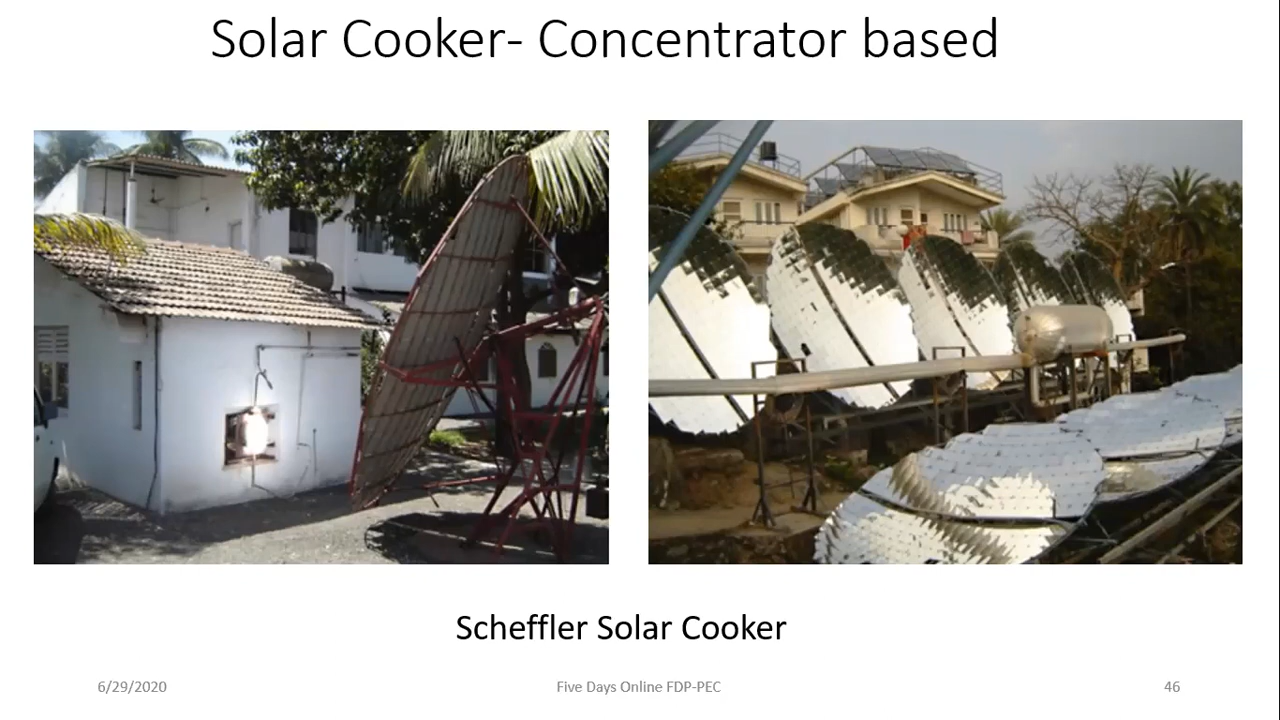 Solar Cooker- Concentrator based
Scheffler Solar Cooker
6/29/2020
Five Days Online FDP-PEC
46